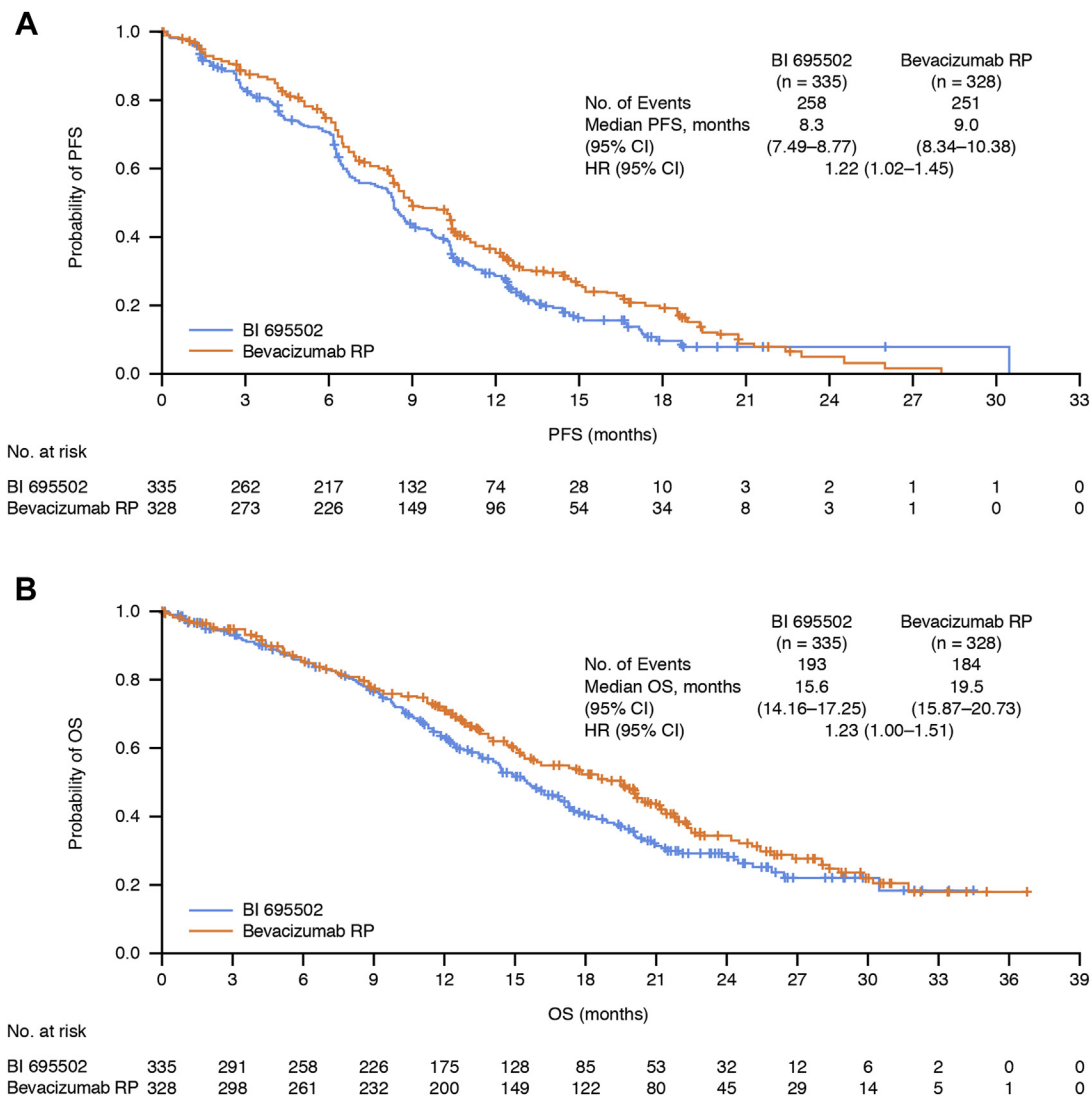 A
BI 695502 Bevacizumab RP
(n = 335) (n = 328)
No. of Events 258 251
Median PFS, months 8.3 9.0
(95% CI) (7.49–8.77) (8.34–10.38)
HR (95% CI) 1.22 (1.02–1.45)
Probability of PFS
1.0
0.8
0.6
0.4
0.2
0.0
BI 695502
Bevacizumab RP
0 3 6 9 12 15 18 21 24 27 30 33
PFS (months)
No. at risk
BI 695502 335 262 217 132 74 28 10 3 2 1 1 0
Bevacizumab RP 328 273 226 149 96 54 34 8 3 1 0 0
B
BI 695502 Bevacizumab RP
(n = 335) (n = 328)
No. of Events 193 184
Median OS, months 15.6 19.5
(95% CI) (14.16–17.25) (15.87–20.73)
HR (95% CI) 1.23 (1.00–1.51)
Probability of OS
1.0
0.8
0.6
0.4
0.2
0.0
BI 695502
Bevacizumab RP
0 3 6 9 12 15 18 21 24 27 30 33 36 39
OS (months)
No. at risk
BI 695502 335 291 258 226 175 128 85 53 32 12 6 2 0 0
Bevacizumab RP 328 298 261 232 200 149 122 80 45 29 14 5 1 0